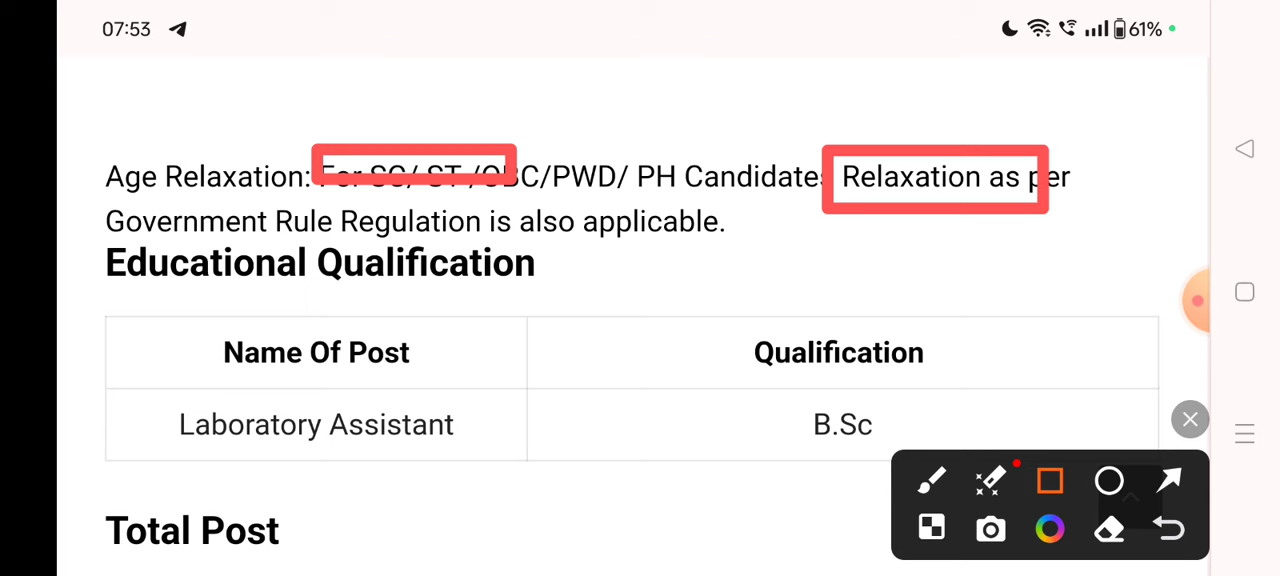 07:53
61%
Age Relaxation: For SC/ ST /OBC/PWD/ PH Candidates Relaxation as per
Government Rule Regulation is also applicable.
Educational Qualification
Name Of Post Qualification
Laboratory Assistant B.Sc
Total Post